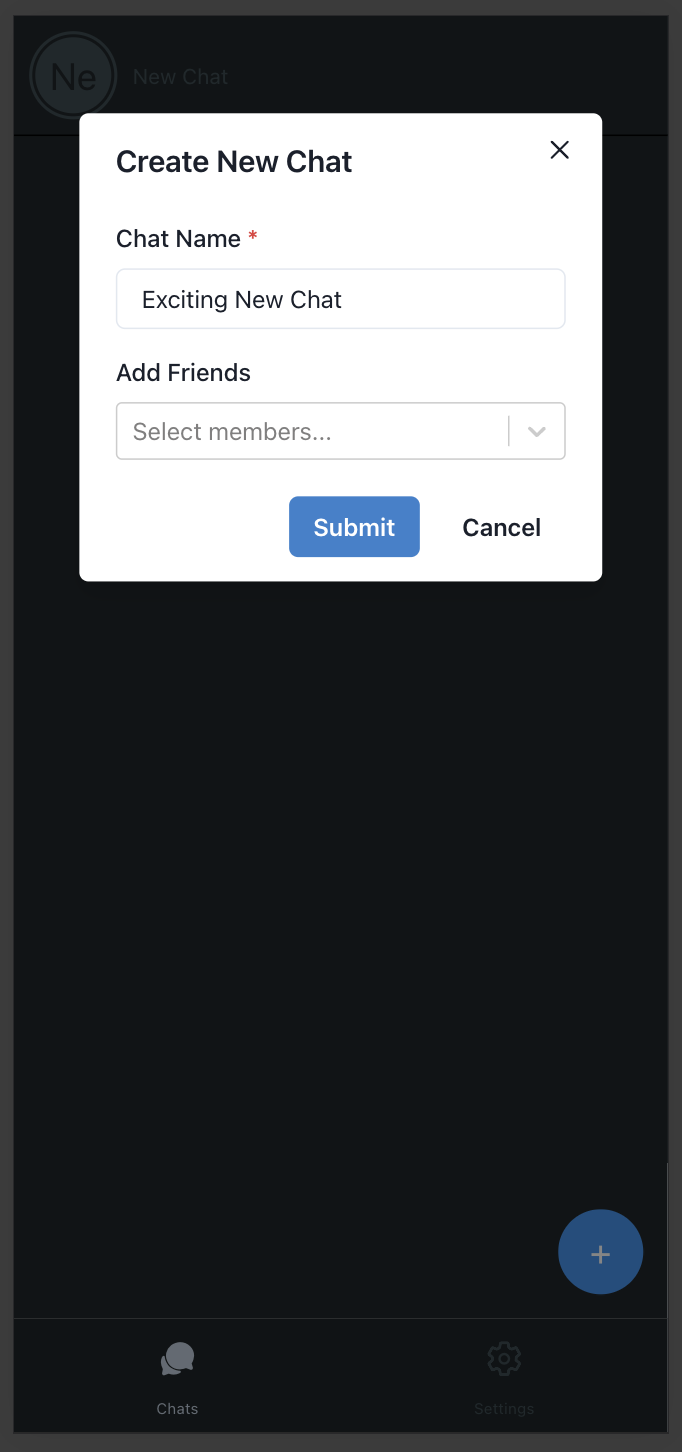 Ne
New Chat
Create New Chat
Chat Name *
Exciting New Chat
Add Friends
Select members...
Submit
Cancel
+
Chats
Settings